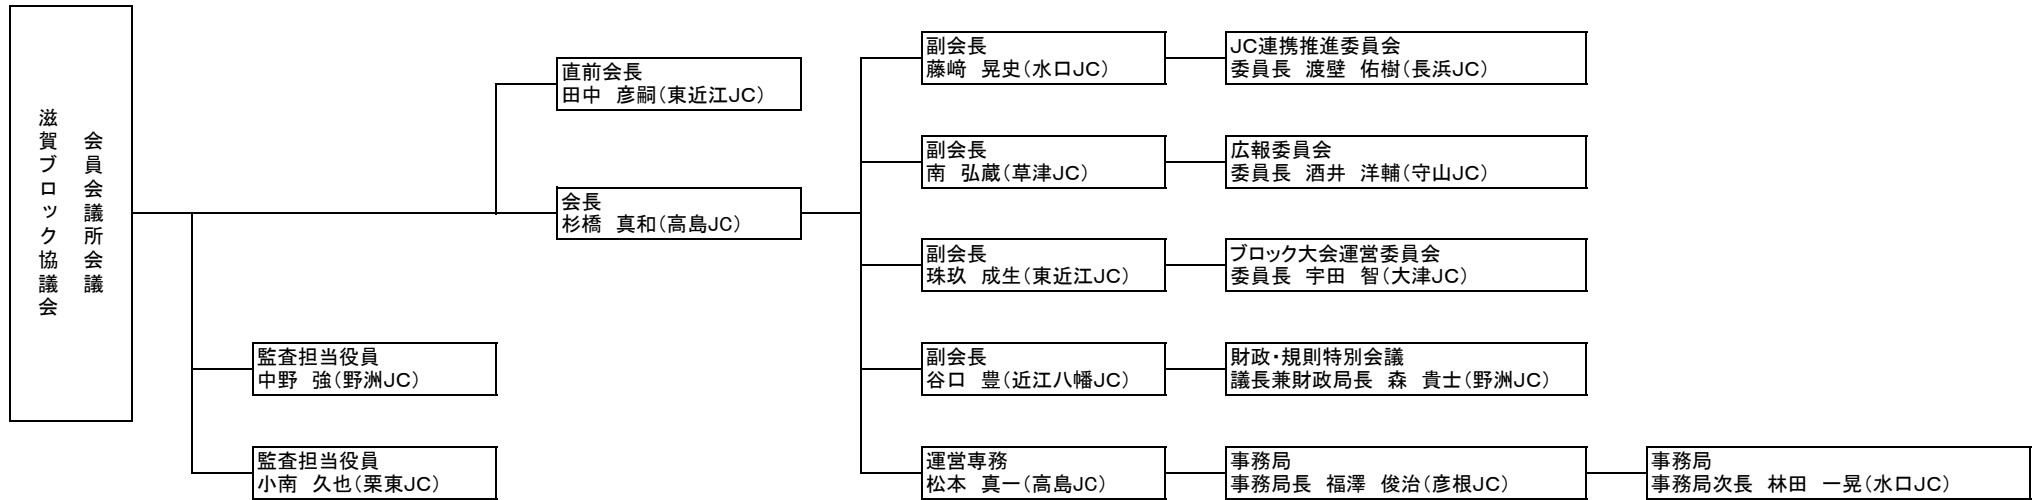 滋賀ブロック協議会
会員会議所会議
直前会長
田中　彦嗣（東近江JC）
会長
杉橋　真和（高島JC）
監査担当役員
中野　強（野洲JC）
監査担当役員
小南　久也（栗東JC）
副会長
藤﨑　晃史（水口JC）
JC連携推進委員会
委員長　渡壁　佑樹（長浜JC）
副会長
南　弘蔵（草津JC）
広報委員会
委員長　酒井　洋輔（守山JC）
副会長
珠玖　成生（東近江JC）
ブロック大会運営委員会
委員長　宇田　智（大津JC）
副会長
谷口　豊（近江八幡JC）
財政・規則特別会議
議長兼財政局長　森　貴士（野洲JC）
運営専務
松本　真一（高島JC）
事務局
事務局長　福澤　俊治（彦根JC）
事務局
事務局次長　林田　一晃（水口JC）